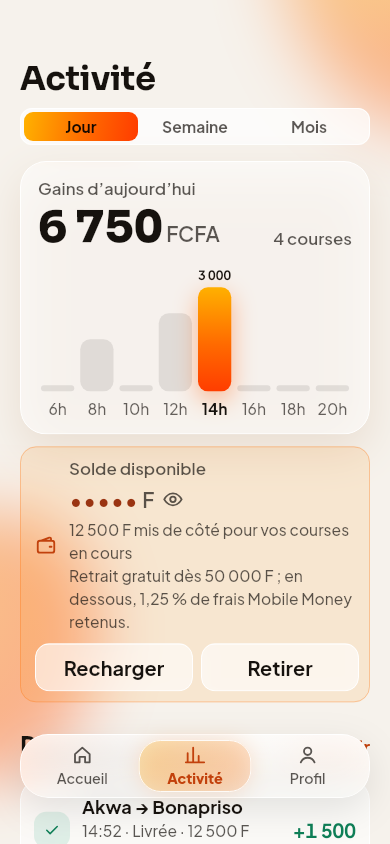 Activité
Jour Semaine Mois
Gains d’aujourd’hui
6 750 FCFA 4 courses
3 000
6h 8h 10h 12h 14h 16h 18h 20h
Solde disponible
••••• F
12 500 F mis de côté pour vos courses
en cours
Retrait gratuit dès 50 000 F ; en
dessous, 1,25 % de frais Mobile Money
retenus.
Recharger Retirer
Accueil Activité Profil
Akwa → Bonapriso
14:52 · Livrée · 12 500 F +1 500